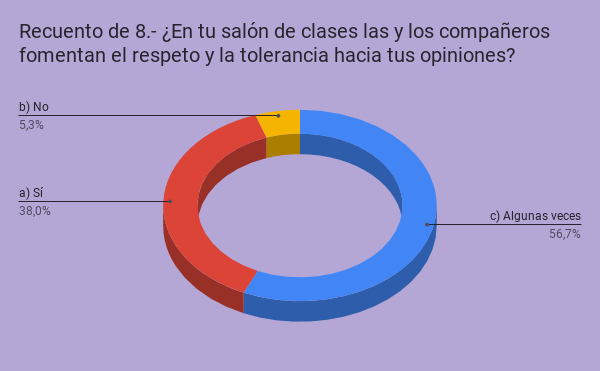 Recuento de 8.- ¿En tu salón de clases las y los compañeros
fomentan el respeto y la tolerancia hacia tus opiniones?
b) No
5,3%
a) Sí
38,0%
c) Algunas veces
56,7%